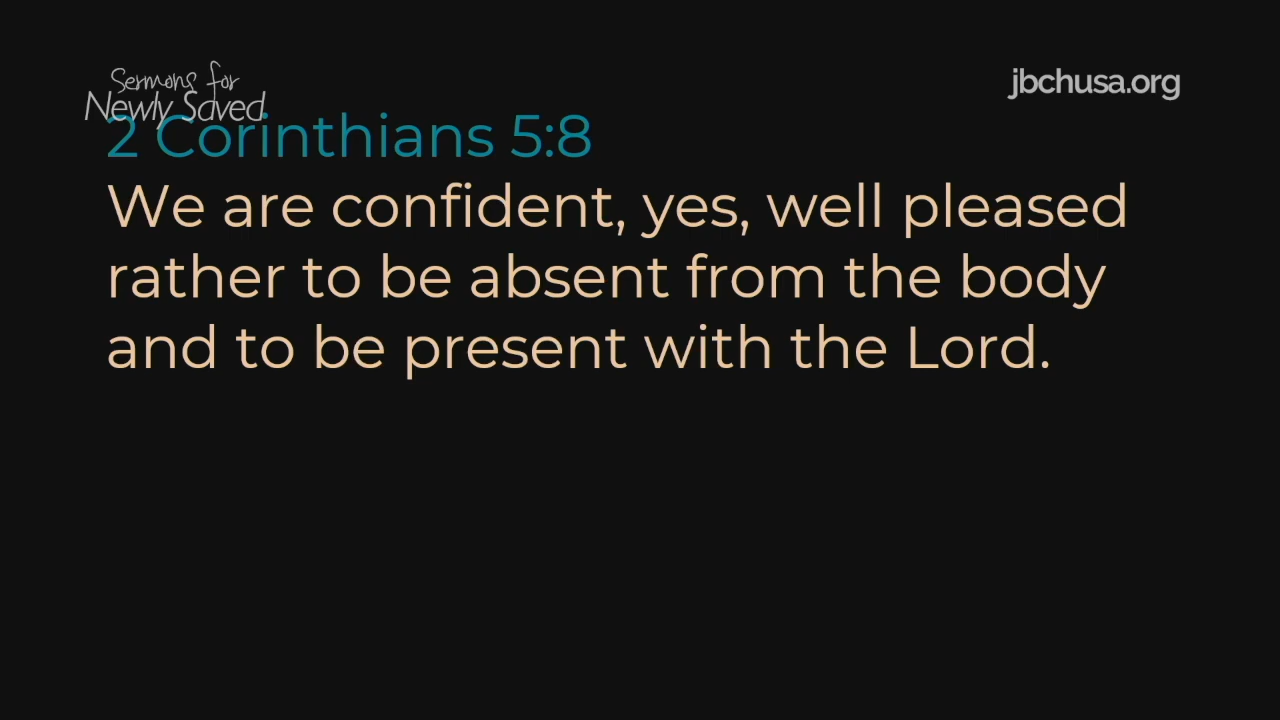 Sermons for
Newly Saved
jbchusa.org
2 Corinthians 5:8
We are confident, yes, well pleased
rather to be absent from the body
and to be present with the Lord.